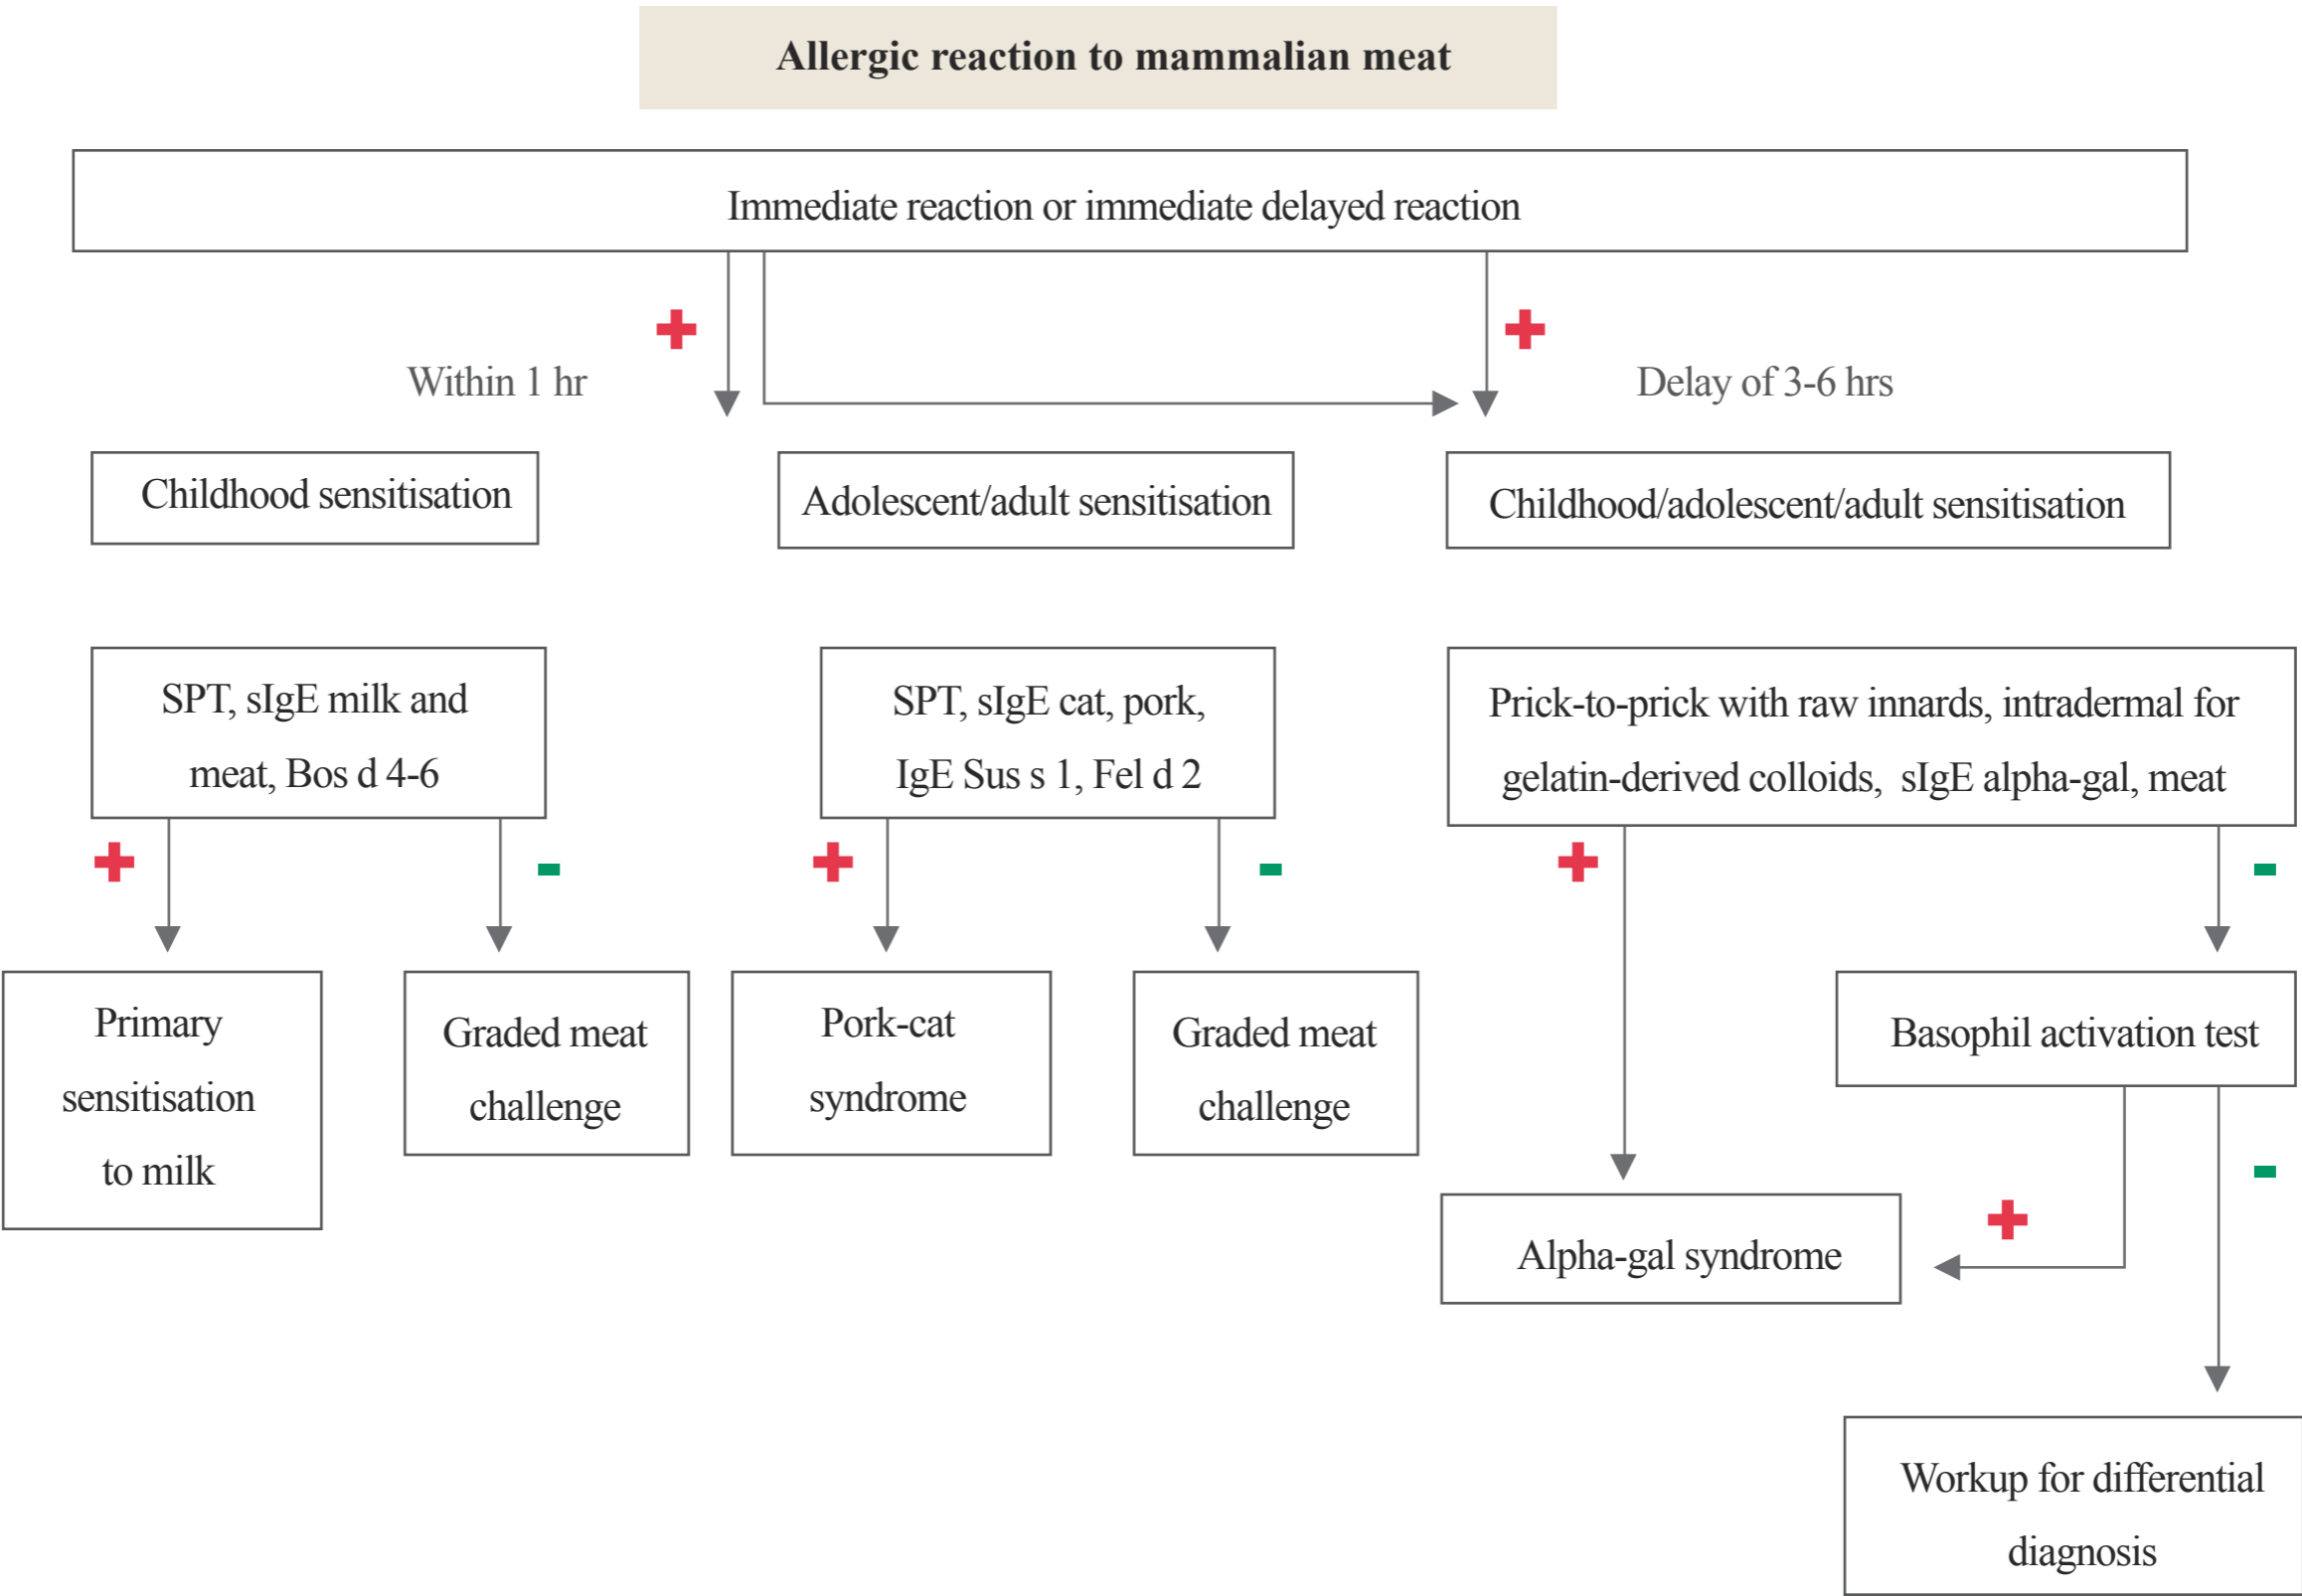 Allergic reaction to mammalian meat
Immediate reaction or immediate delayed reaction
+
+
Within 1 hr
Delay of 3-6 hrs
Childhood sensitisation
Adolescent/adult sensitisation
Childhood/adolescent/adult sensitisation
SPT, sIgE milk and
meat, Bos d 4-6
SPT, sIgE cat, pork,
IgE Sus s 1, Fel d 2
Prick-to-prick with raw innards, intradermal for
gelatin-derived colloids, sIgE alpha-gal, meat
+
-
+
-
+
-
Primary
sensitisation
to milk
Graded meat
challenge
Pork-cat
syndrome
Graded meat
challenge
Basophil activation test
-
+
Alpha-gal syndrome
Workup for differential
diagnosis